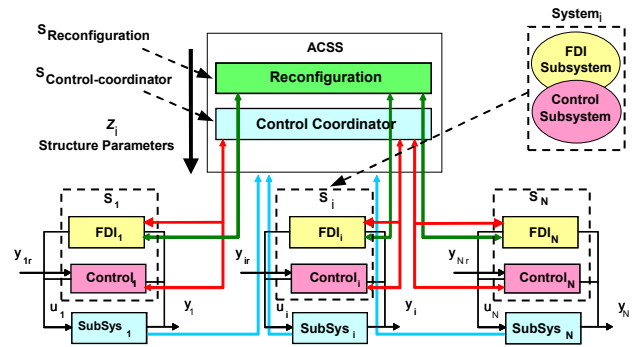 System_i
FDI
Subsystem
Control
Subsystem
S_Reconfiguration
S_Control-coordinator
Z_i
Structure Parameters
ACSS
Reconfiguration
Control Coordinator
S_1
FDI_1
y_1r
Control_1
u_1
y_1
SubSys_1
S_i
FDI_i
y_ir
Control_i
u_i
y_i
SubSys_i
S_N
FDI_N
y_Nr
Control_N
u_N
y_N
SubSys_N